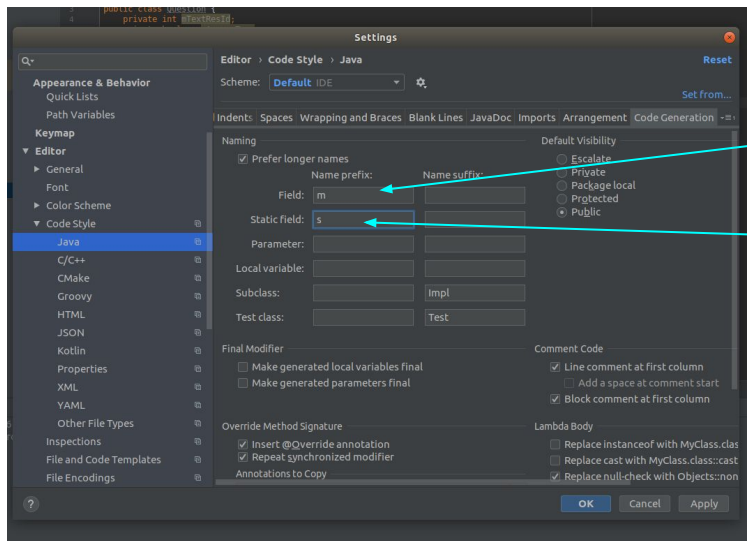 3 public class Question {
4 private int mTextResId;
Settings
Editor › Code Style › Java
Reset
Scheme: Default IDE
Set from...
Indents Spaces Wrapping and Braces Blank Lines JavaDoc Imports Arrangement Code Generation
Appearance & Behavior
Quick Lists
Path Variables
Keymap
Editor
General
Font
Color Scheme
Code Style
Java
C/C++
CMake
Groovy
HTML
JSON
Kotlin
Properties
XML
YAML
Other File Types
Inspections
File and Code Templates
File Encodings
Naming
Prefer longer names
Name prefix: Name suffix:
Field: m
Static field: s
Parameter:
Local variable:
Subclass: Impl
Test class: Test
Default Visibility
Escalate
Private
Package local
Protected
Public
Final Modifier
Make generated local variables final
Make generated parameters final
Comment Code
Line comment at first column
Add a space at comment start
Block comment at first column
Override Method Signature
Insert @Override annotation
Repeat synchronized modifier
Annotations to Copy
Lambda Body
Replace instanceof with MyClass.clas
Replace cast with MyClass.class::cast
Replace null-check with Objects::non
?
OK Cancel Apply